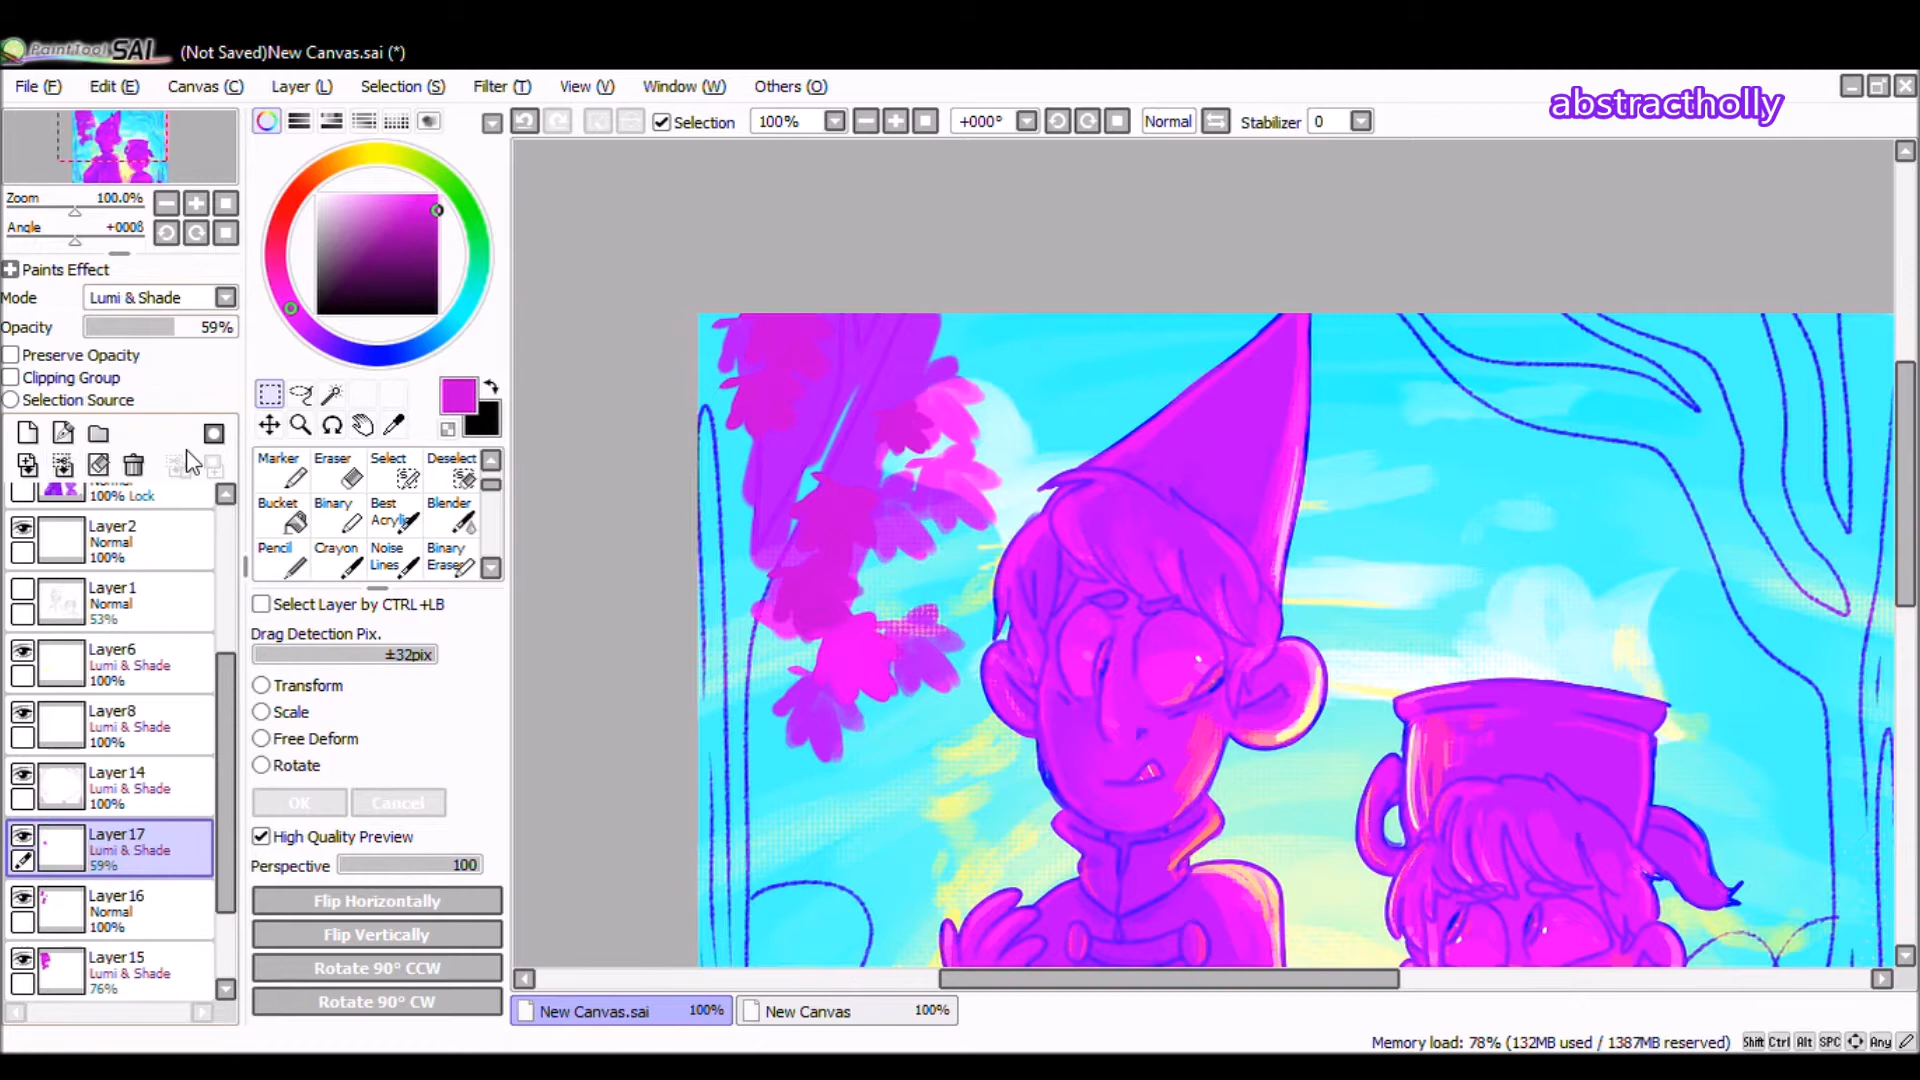 PaintTool SAI (Not Saved)New Canvas.sai (*)
File (F) Edit (E) Canvas (C) Layer (L) Selection (S) Filter (T) View (V) Window (W) Others (O)
abstractholly
Selection 100% +000° Normal Stabilizer 0
Zoom 100.0%
Angle +000ö
Paints Effect
Mode Lumi & Shade
Opacity 59%
Preserve Opacity
Clipping Group
Selection Source
100% Lock
Layer2
Normal
100%
Layer1
Normal
53%
Layer6
Lumi & Shade
100%
Layer8
Lumi & Shade
100%
Layer14
Lumi & Shade
100%
Layer17
Lumi & Shade
59%
Layer16
Normal
100%
Layer15
Lumi & Shade
76%
Marker Eraser Select Deselect
Bucket Binary Best Acrylic Blender
Pencil Crayon Noise Lines Binary Eraser
Select Layer by CTRL+LB
Drag Detection Pix.
±32pix
Transform
Scale
Free Deform
Rotate
OK Cancel
High Quality Preview
Perspective 100
Flip Horizontally
Flip Vertically
Rotate 90° CCW
Rotate 90° CW
New Canvas.sai 100% New Canvas 100%
Memory load: 78% (132MB used / 1387MB reserved) Shift Ctrl Alt SPC Any